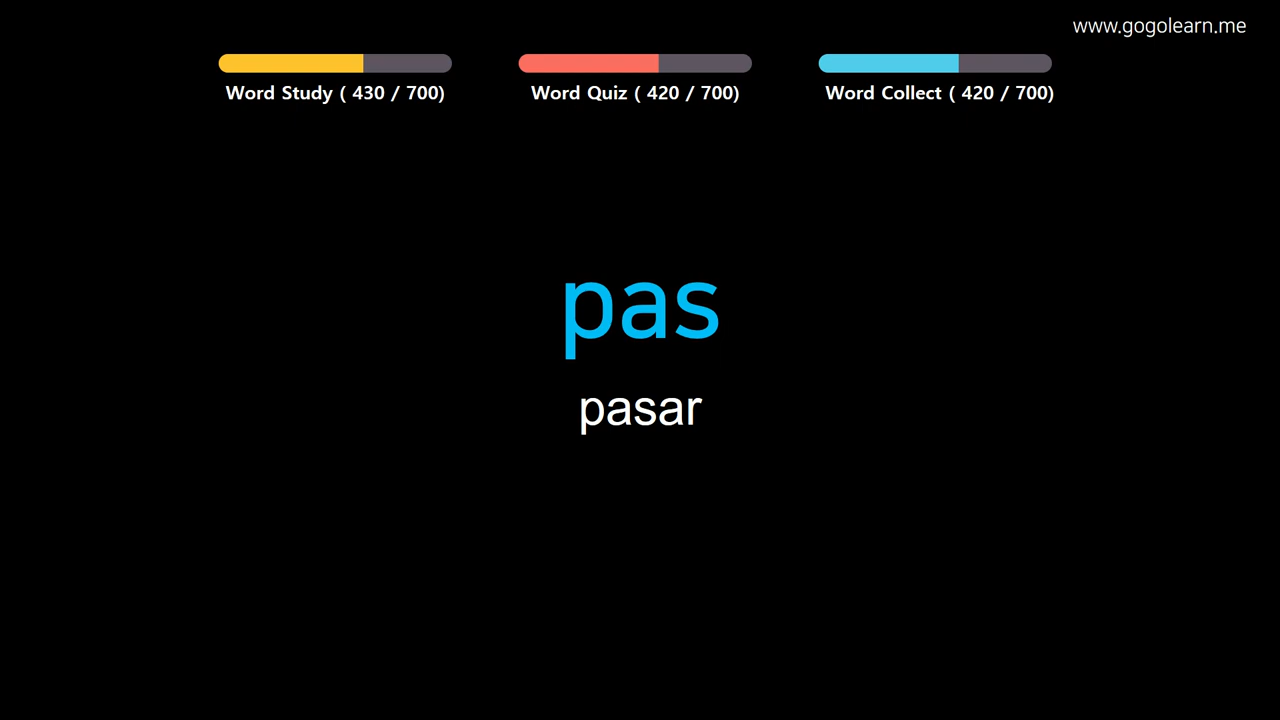 www.gogolearn.me
Word Study ( 430 / 700)
Word Quiz ( 420 / 700)
Word Collect ( 420 / 700)
pas
pasar